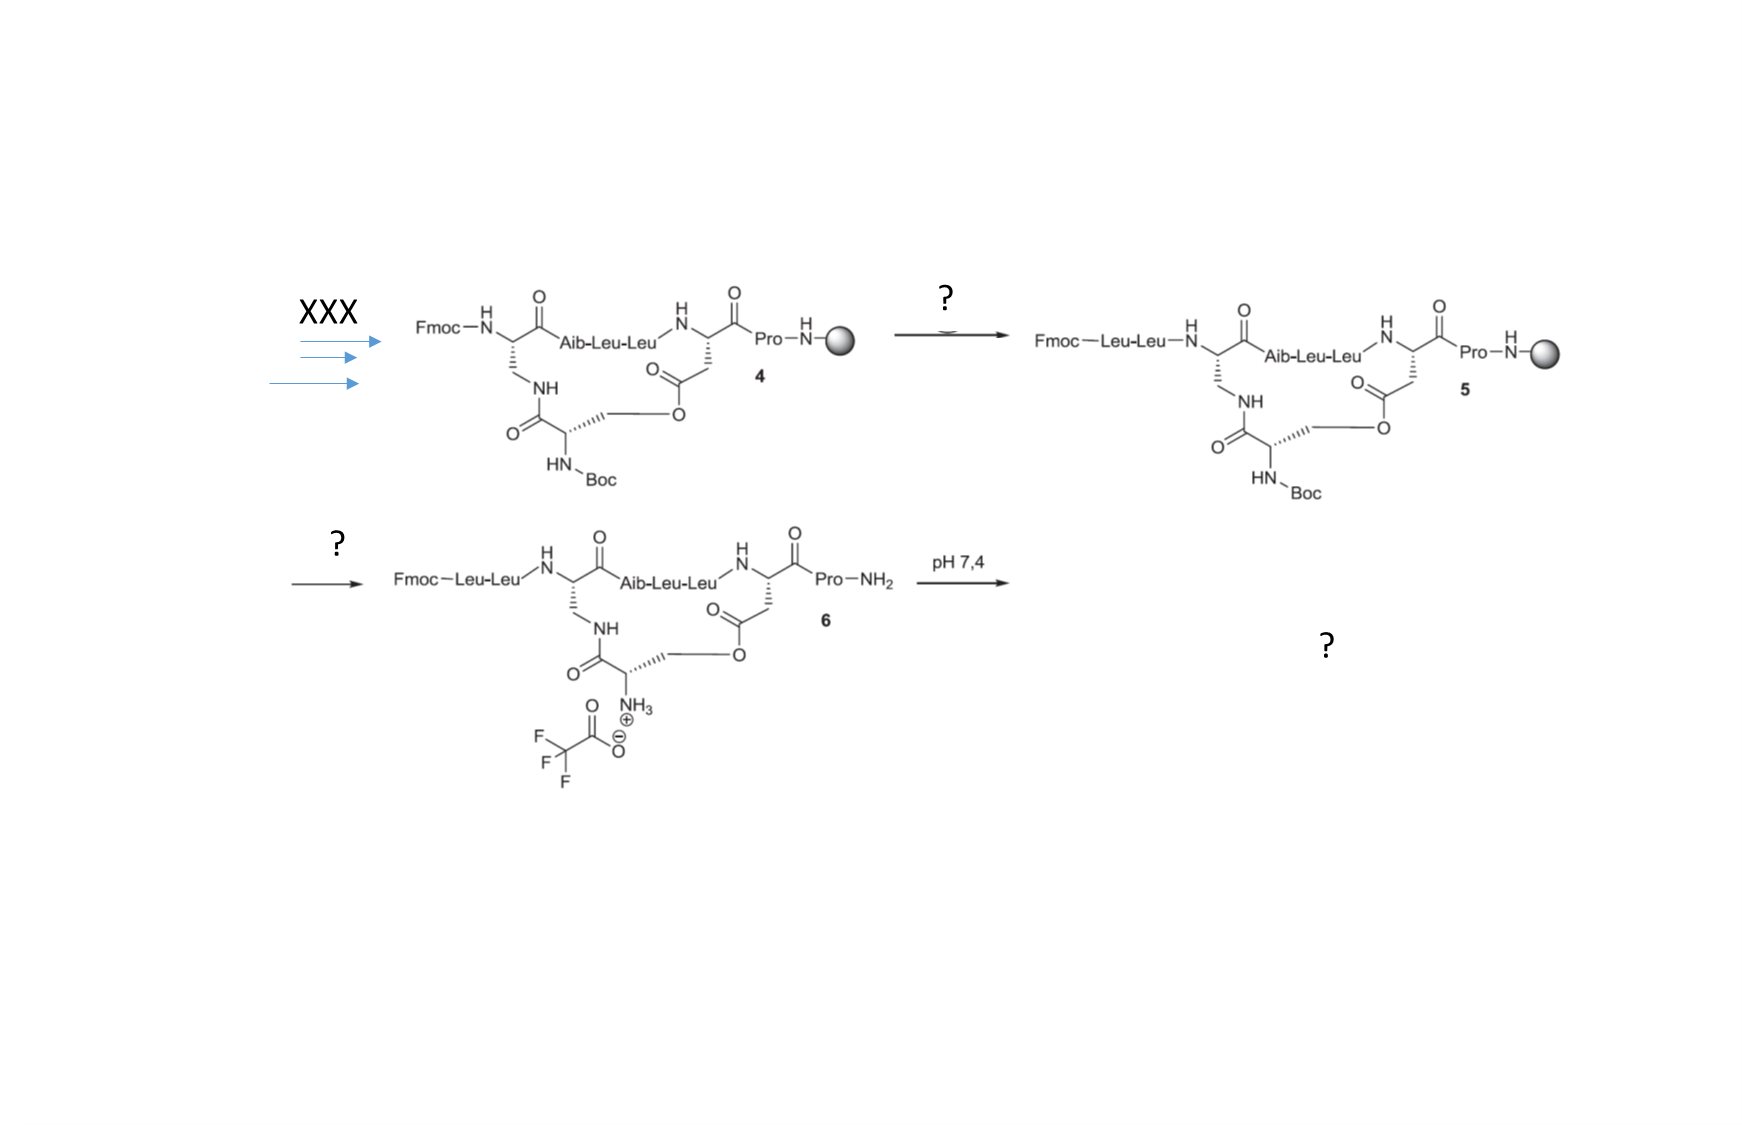 XXX
?
Fmoc
H
N
O
Aib-Leu-Leu
H
N
O
Pro
H
N
NH
O
O
O
HN
Boc
4
Fmoc
Leu-Leu
H
N
O
Aib-Leu-Leu
H
N
O
Pro
H
N
NH
O
O
O
HN
Boc
5
?
Fmoc
Leu-Leu
H
N
O
Aib-Leu-Leu
H
N
O
Pro
NH2
NH
O
O
O
NH3
⊕
O
⊖
O
F
F
F
6
pH 7,4
?